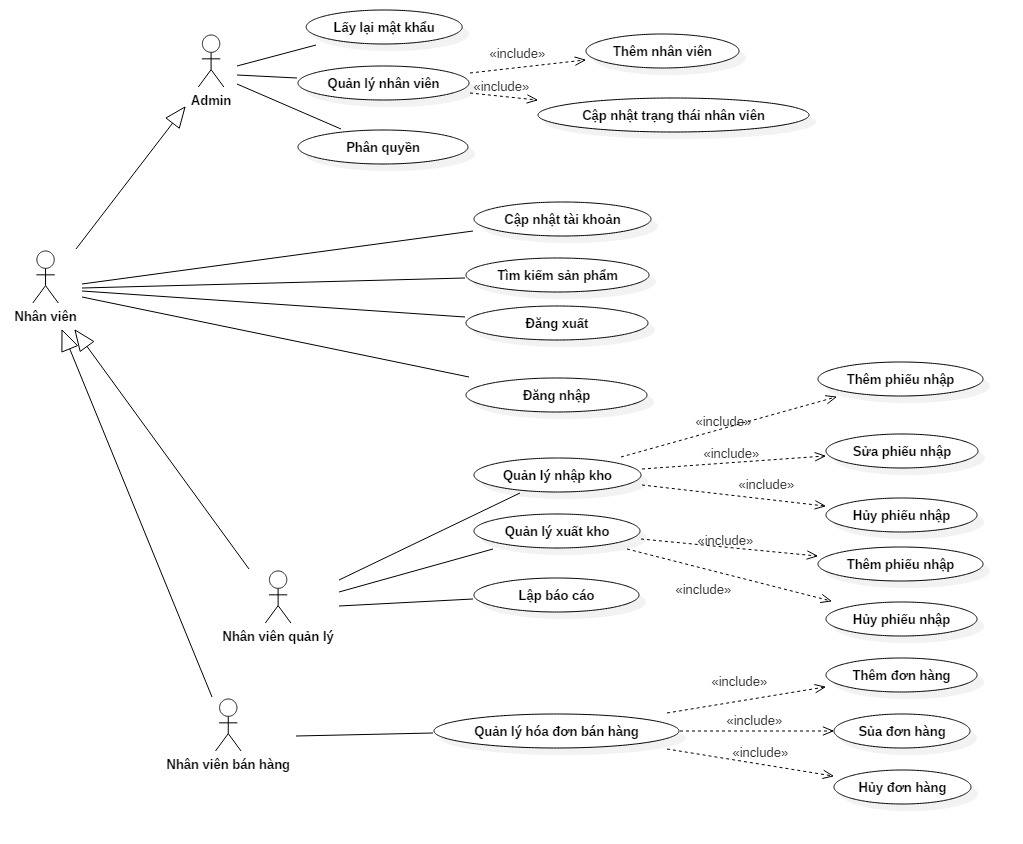 Lấy lại mật khẩu
Admin
Quản lý nhân viên
«include»
Thêm nhân viên
«include»
Cập nhật trạng thái nhân viên
Phân quyền
Nhân viên
Cập nhật tài khoản
Tìm kiếm sản phẩm
Đăng xuất
Đăng nhập
Quản lý nhập kho
«include»
Thêm phiếu nhập
«include»
Sửa phiếu nhập
«include»
Hủy phiếu nhập
Quản lý xuất kho
«include»
Thêm phiếu nhập
«include»
Hủy phiếu nhập
Lập báo cáo
Nhân viên quản lý
Nhân viên bán hàng
Quản lý hóa đơn bán hàng
«include»
Thêm đơn hàng
«include»
Sủa đơn hàng
«include»
Hủy đơn hàng